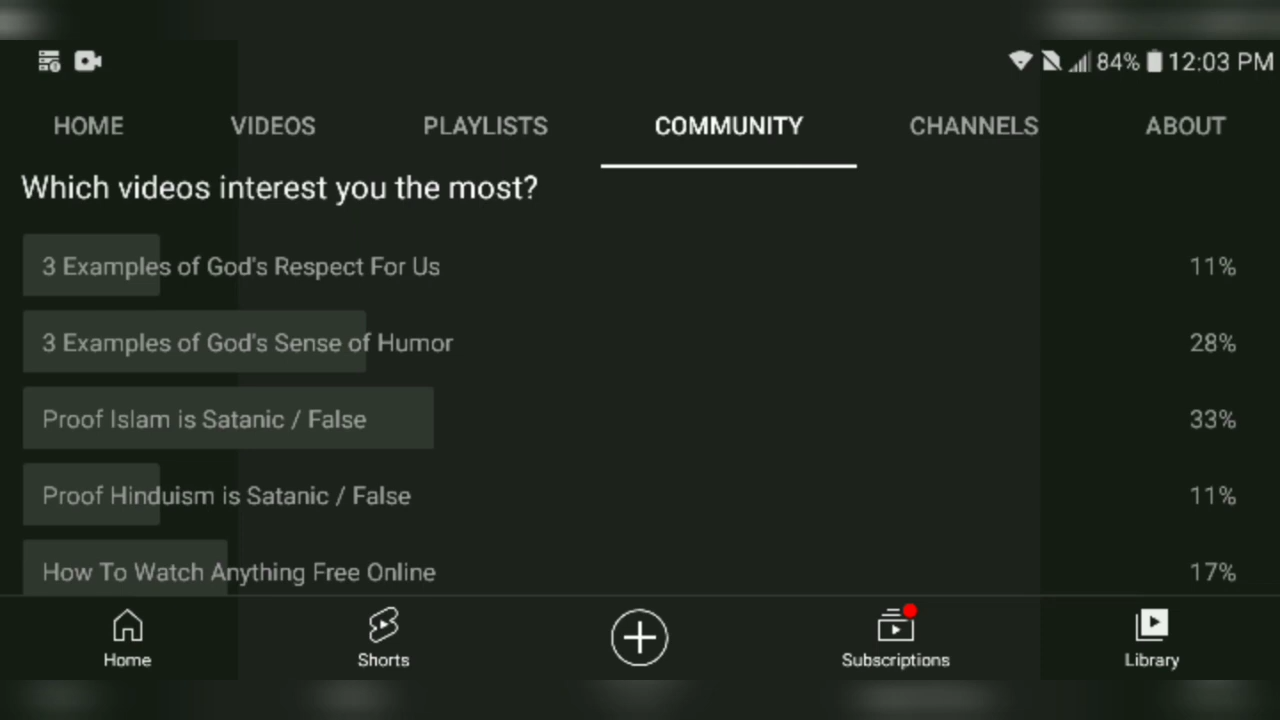 84% 12:03 PM
HOME VIDEOS PLAYLISTS COMMUNITY CHANNELS ABOUT
Which videos interest you the most?
3 Examples of God's Respect For Us 11%
3 Examples of God's Sense of Humor 28%
Proof Islam is Satanic / False 33%
Proof Hinduism is Satanic / False 11%
How To Watch Anything Free Online 17%
Home Shorts Subscriptions Library